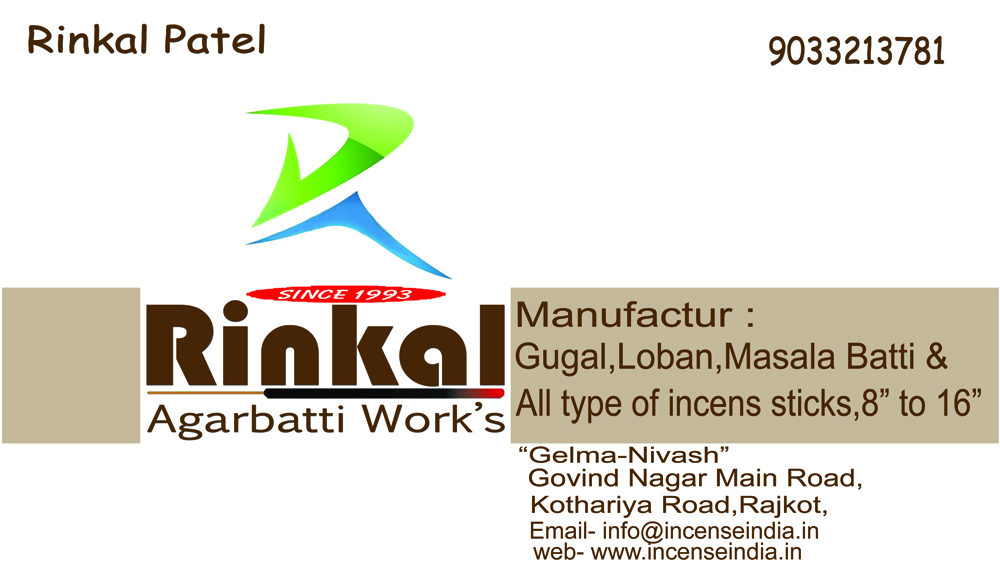 Rinkal Patel
9033213781
SINCE 1993
Rinkal
Agarbatti Work's
Manufactur :
Gugal,Loban,Masala Batti &
All type of incens sticks,8” to 16”
“Gelma-Nivash”
Govind Nagar Main Road,
Kothariya Road,Rajkot,
Email- info@incenseindia.in
web- www.incenseindia.in